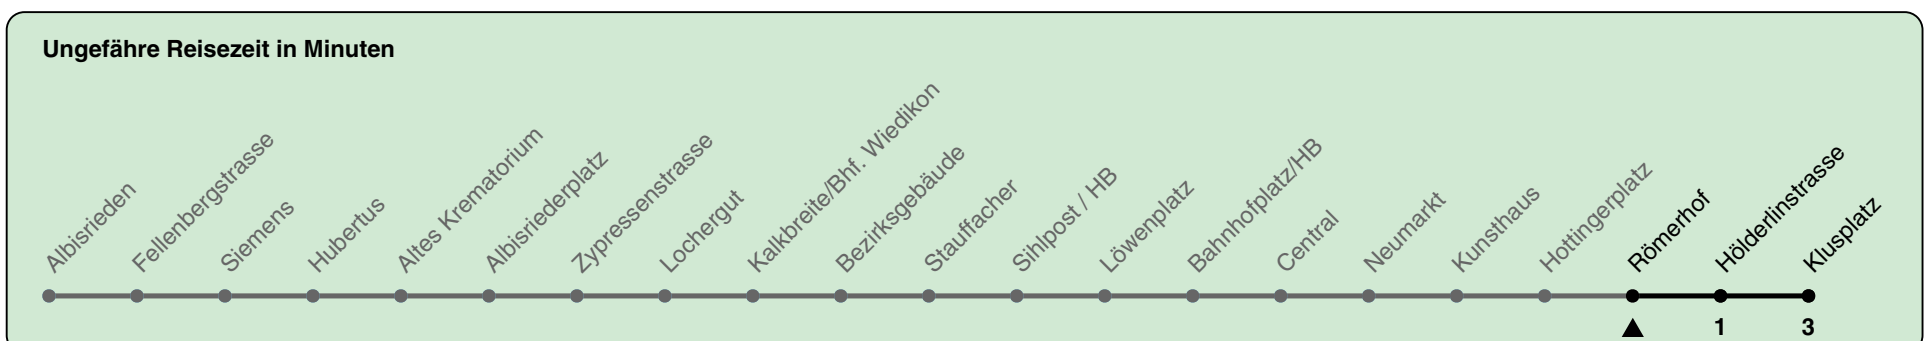 Ungefähre Reisezeit in Minuten
Albisrieden
Fellenbergstrasse
Siemens
Hubertus
Altes Krematorium
Albisriederplatz
Zypressenstrasse
Lochergut
Kalkbreite/Bhf. Wiedikon
Bezirksgebäude
Stauffacher
Sihlpost / HB
Löwenplatz
Bahnhofplatz/HB
Central
Neumarkt
Kunsthaus
Hottingerplatz
Römerhof
Hölderlinstrasse
Klusplatz
1 3